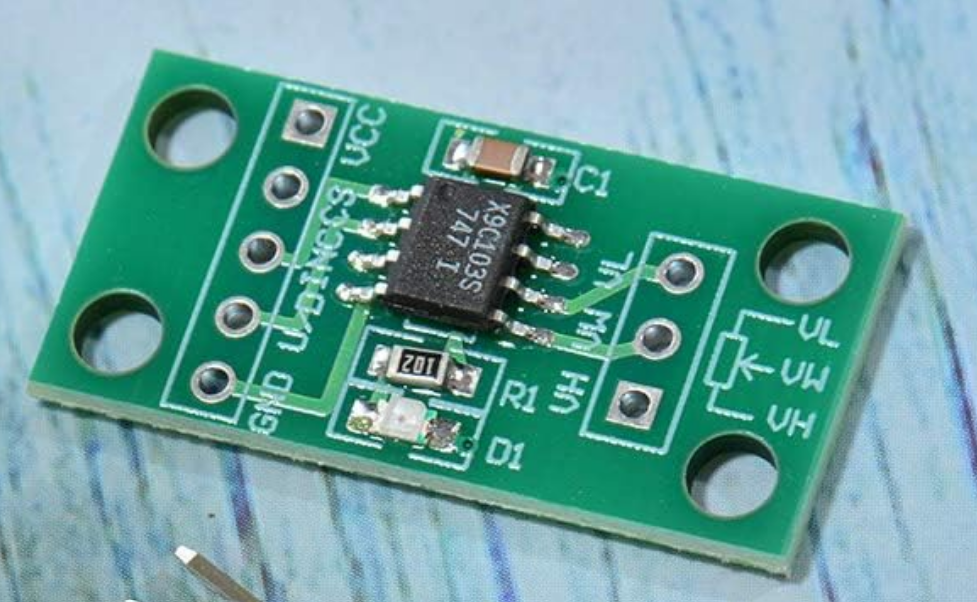 VCC
CS
INC
U/D
GND
C1
X9C103S
747 I
102
R1
D1
VL
VW
VH
VL
VW
VH